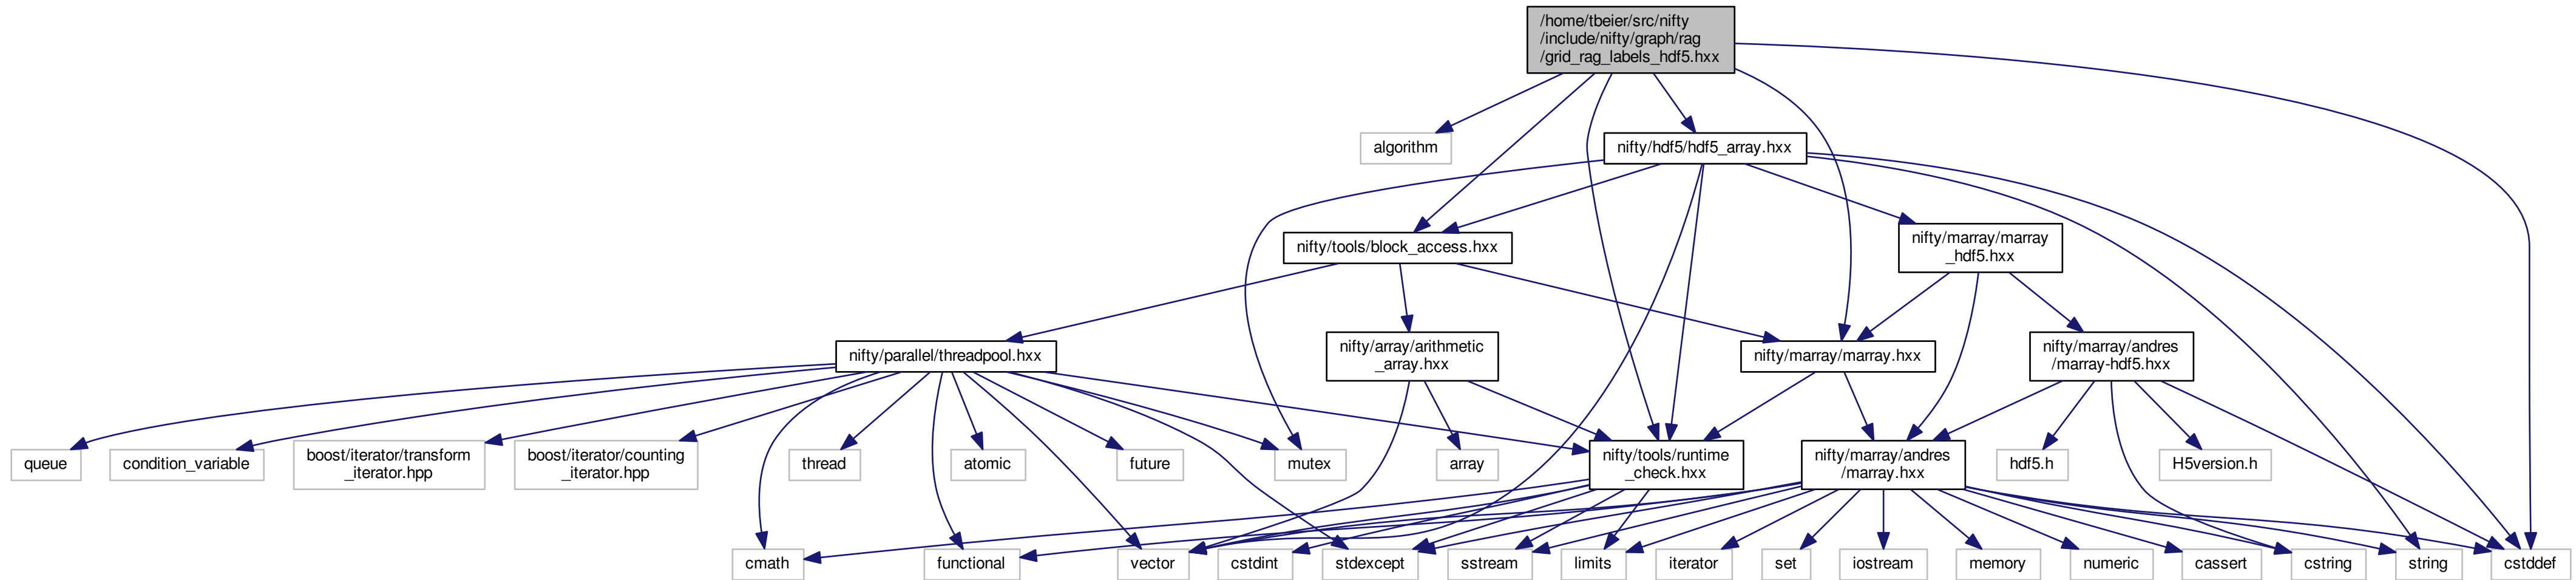 /home/tbeier/src/nifty
/include/nifty/graph/rag
/grid_rag_labels_hdf5.hxx
algorithm
nifty/hdf5/hdf5_array.hxx
nifty/tools/block_access.hxx
nifty/marray/marray
_hdf5.hxx
nifty/parallel/threadpool.hxx
nifty/array/arithmetic
_array.hxx
nifty/marray/marray.hxx
nifty/marray/andres
/marray-hdf5.hxx
queue
condition_variable
boost/iterator/transform
_iterator.hpp
boost/iterator/counting
_iterator.hpp
thread
atomic
future
mutex
array
nifty/tools/runtime
_check.hxx
nifty/marray/andres
/marray.hxx
hdf5.h
H5version.h
cmath
functional
vector
cstdint
stdexcept
sstream
limits
iterator
set
iostream
memory
numeric
cassert
cstring
string
cstddef